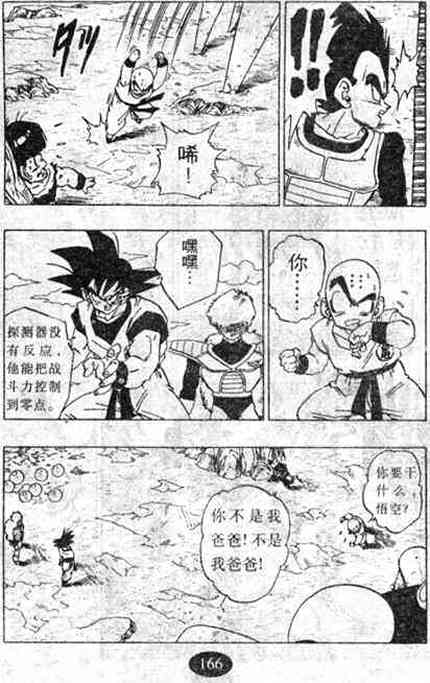 !!
ダッ
唏！
你……
嘿嘿…
探测器没
有反应，
他能把战
斗力控制
到零点。
你要干
什么，
悟空？
你不是我
爸爸！不是
我爸爸！
166